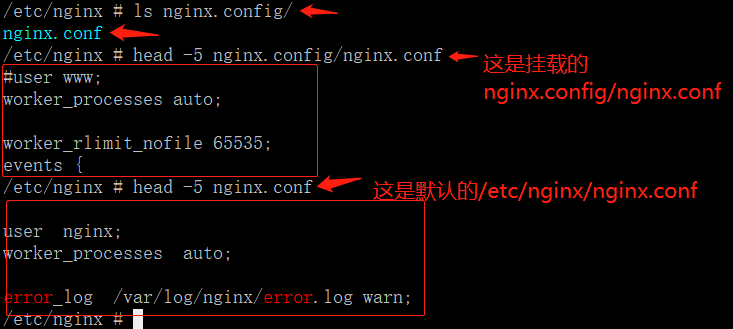 /etc/nginx # ls nginx.config/
nginx.conf
/etc/nginx # head -5 nginx.config/nginx.conf
这是挂载的
nginx.config/nginx.conf
#user www;
worker_processes auto;
worker_rlimit_nofile 65535;
events {
/etc/nginx # head -5 nginx.conf
这是默认的/etc/nginx/nginx.conf
user  nginx;
worker_processes  auto;
error_log  /var/log/nginx/error.log warn;
/etc/nginx #